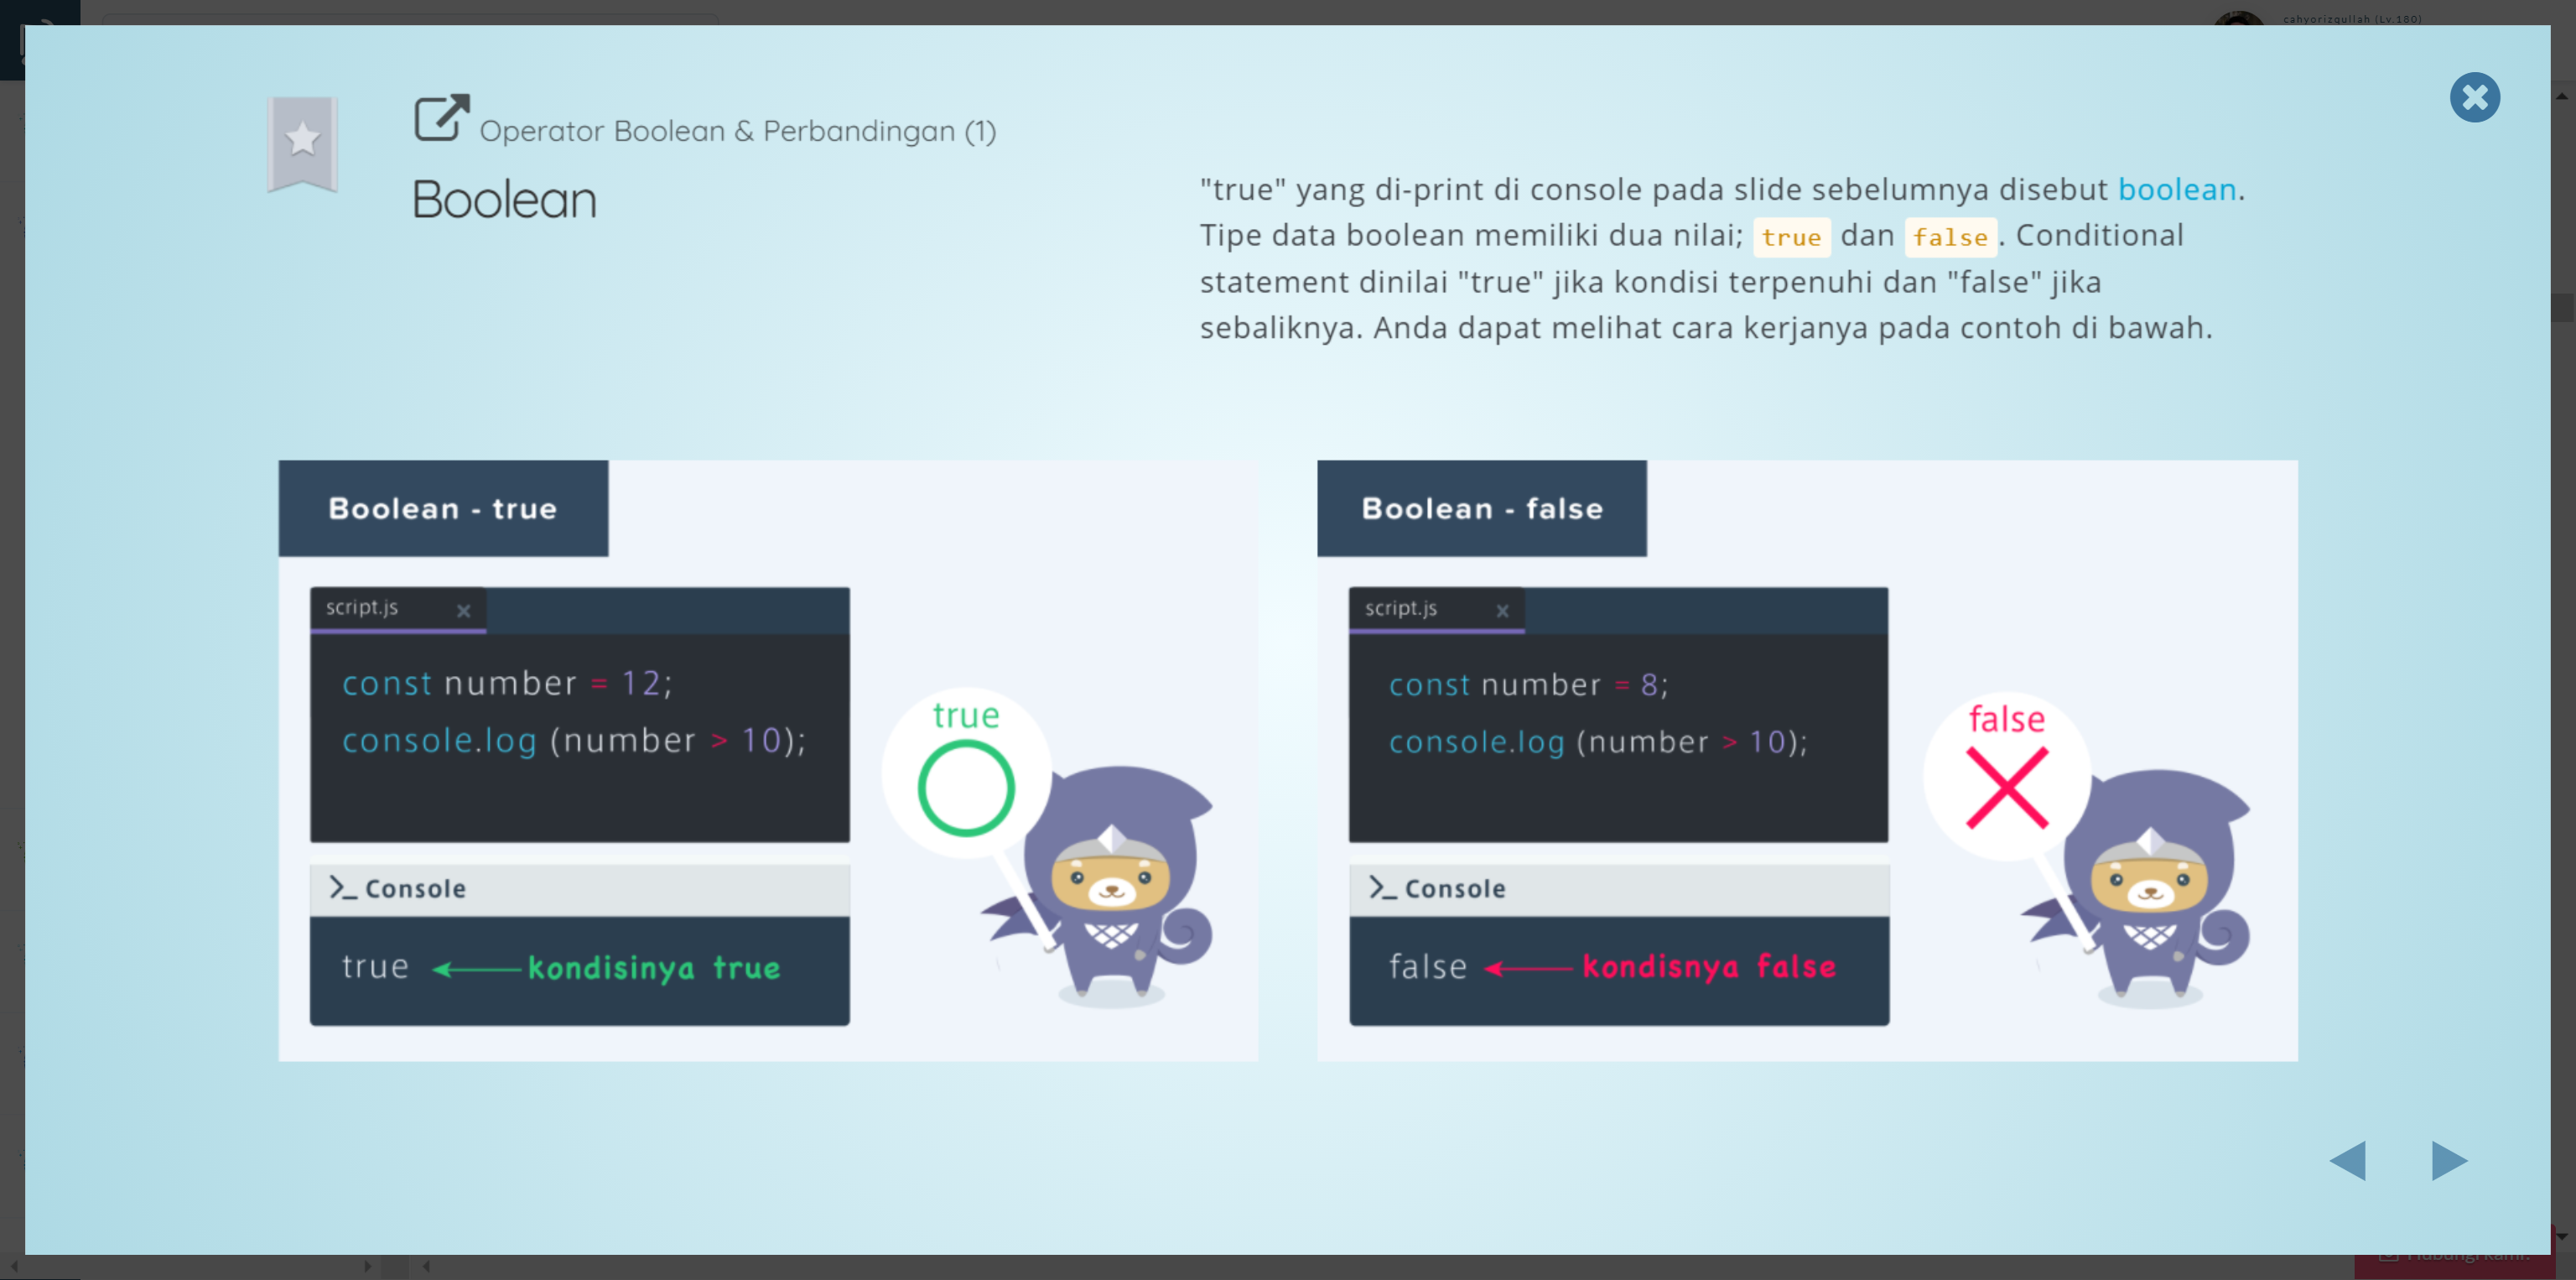 cahyorizqullah (Lv.180)
Operator Boolean & Perbandingan (1)
Boolean
"true" yang di-print di console pada slide sebelumnya disebut boolean.
Tipe data boolean memiliki dua nilai; true dan false. Conditional
statement dinilai "true" jika kondisi terpenuhi dan "false" jika
sebaliknya. Anda dapat melihat cara kerjanya pada contoh di bawah.
Boolean - true
script.js x
const number = 12;
console.log (number > 10);
true
>_ Console
true kondisinya true
Boolean - false
script.js x
const number = 8;
console.log (number > 10);
false
>_ Console
false kondisnya false
Hubungi kami!